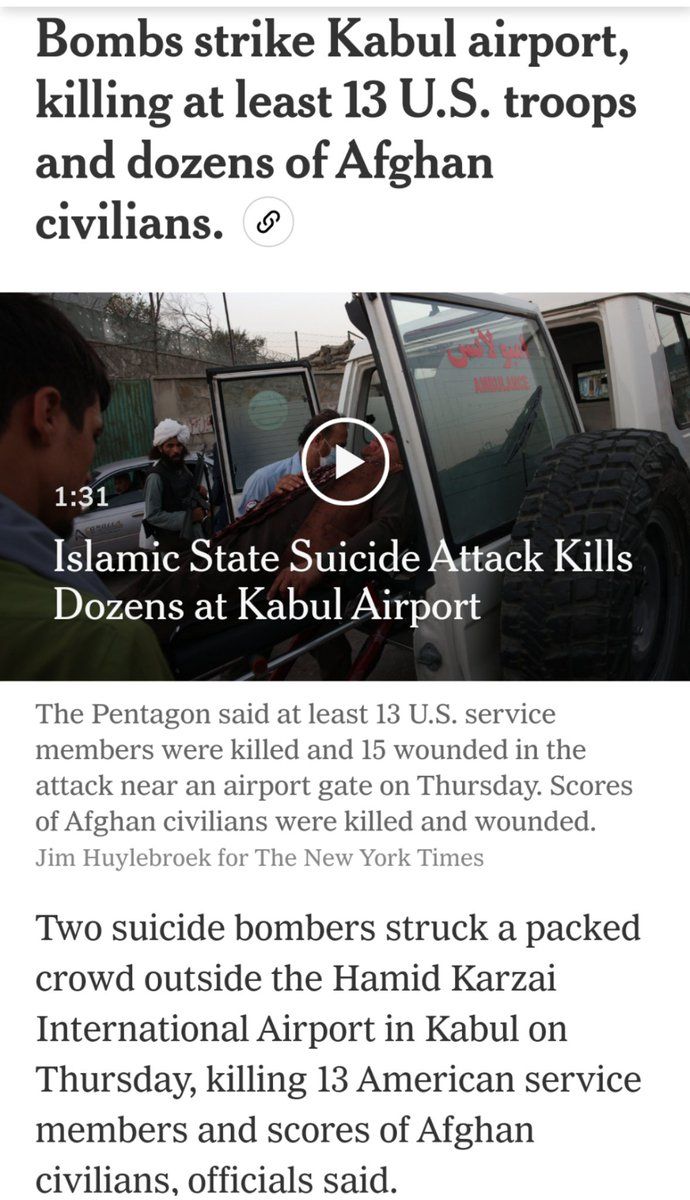 Bombs strike Kabul airport,
killing at least 13 U.S. troops
and dozens of Afghan
civilians.
امبولانس
AMBULANCE
1:31
Islamic State Suicide Attack Kills
Dozens at Kabul Airport
The Pentagon said at least 13 U.S. service
members were killed and 15 wounded in the
attack near an airport gate on Thursday. Scores
of Afghan civilians were killed and wounded.
Jim Huylebroek for The New York Times
Two suicide bombers struck a packed
crowd outside the Hamid Karzai
International Airport in Kabul on
Thursday, killing 13 American service
members and scores of Afghan
civilians, officials said.